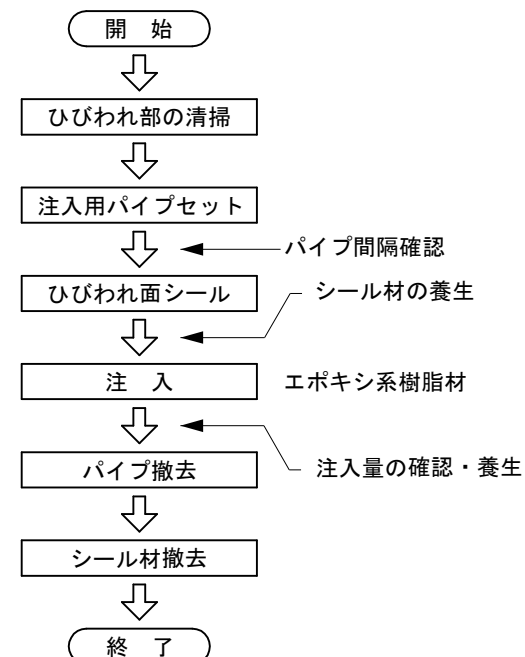 開 始
ひびわれ部の清掃
注入用パイプセット
パイプ間隔確認
ひびわれ面シール
シール材の養生
注 入
エポキシ系樹脂材
パイプ撤去
注入量の確認・養生
シール材撤去
終 了